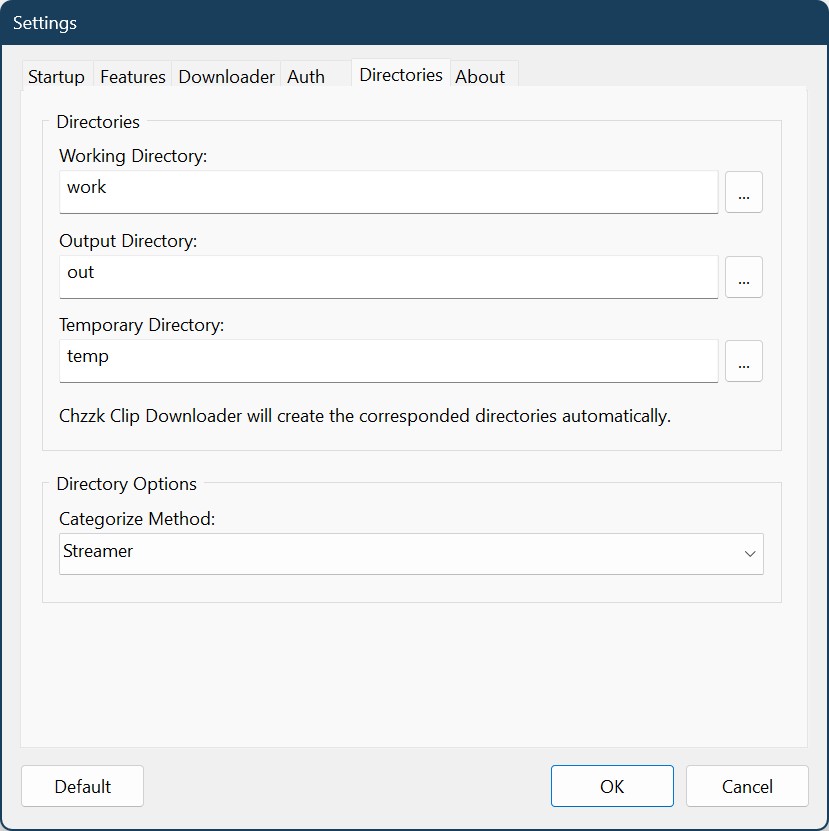 Settings
Startup Features Downloader Auth Directories About
Directories
Working Directory:
work
...
Output Directory:
out
...
Temporary Directory:
temp
...
Chzzk Clip Downloader will create the corresponded directories automatically.
Directory Options
Categorize Method:
Streamer
Default OK Cancel